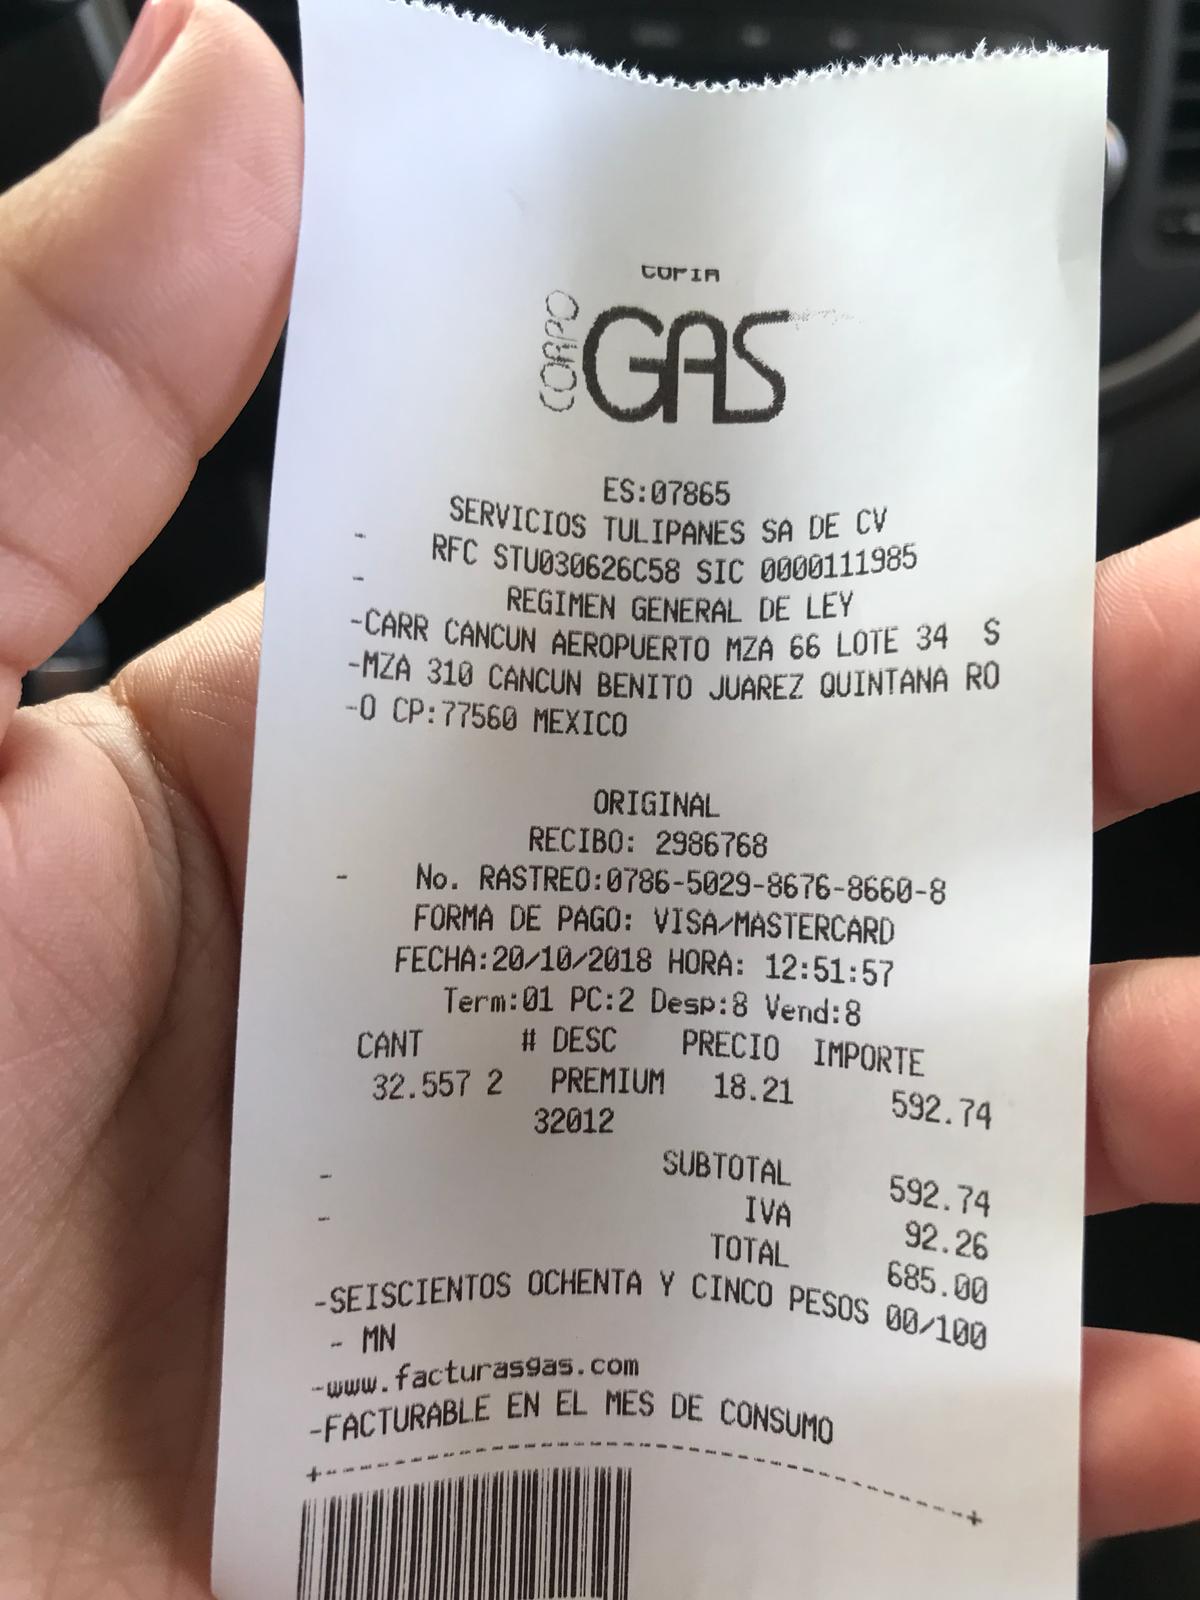 COPIA
CORPO GAS
ES:07865
SERVICIOS TULIPANES SA DE CV
- RFC STU030626C58 SIC 0000111985
- REGIMEN GENERAL DE LEY
-CARR CANCUN AEROPUERTO MZA 66 LOTE 34 S
-MZA 310 CANCUN BENITO JUAREZ QUINTANA RO
-O CP:77560 MEXICO
ORIGINAL
RECIBO: 2986768
- No. RASTREO:0786-5029-8676-8660-8
FORMA DE PAGO: VISA/MASTERCARD
FECHA:20/10/2018 HORA: 12:51:57
Term:01 PC:2 Desp:8 Vend:8
CANT # DESC PRECIO IMPORTE
32.557 2 PREMIUM 18.21 592.74
32012
- SUBTOTAL 592.74
- IVA 92.26
TOTAL 685.00
-SEISCIENTOS OCHENTA Y CINCO PESOS 00/100
- MN
-www.facturasgas.com
-FACTURABLE EN EL MES DE CONSUMO